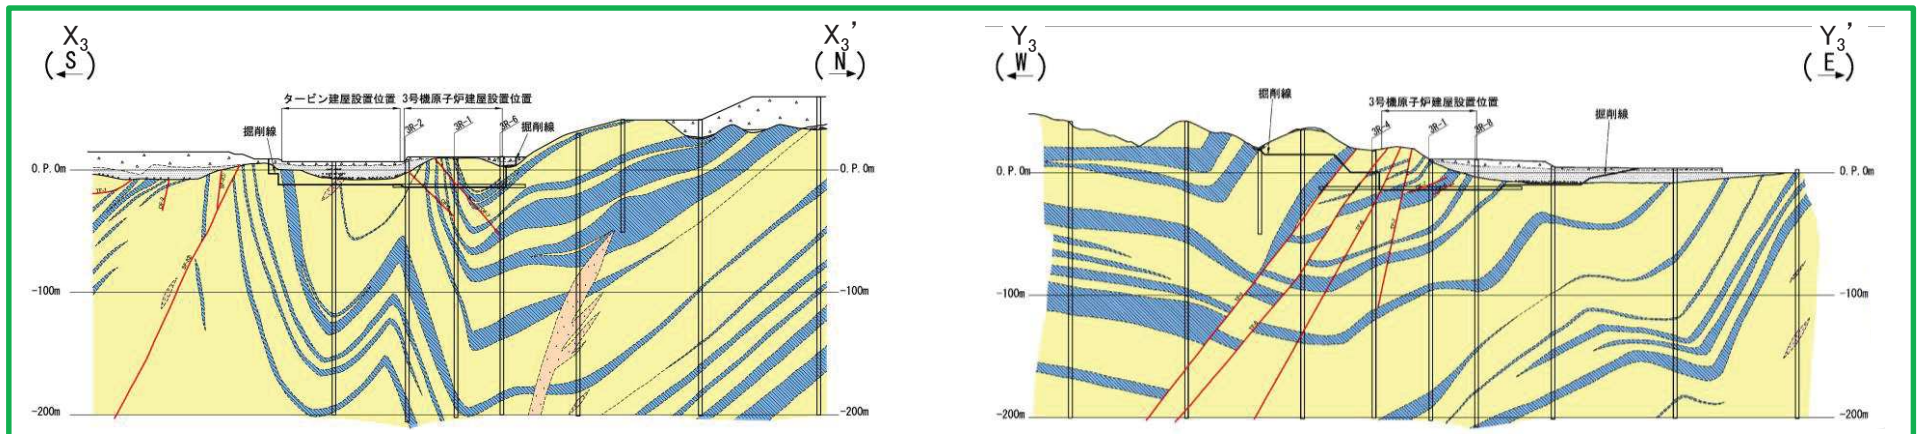 X₃
(S)
X₃’
(N)
タービン建屋設置位置
3号機原子炉建屋設置位置
掘削線
3R-2
3R-1
3R-6
掘削線
O.P.0m
O.P.0m
-100m
-100m
-200m
-200m
Y₃
(W)
Y₃’
(E)
掘削線
3号機原子炉建屋設置位置
3R-4
3R-1
3R-8
掘削線
O.P.0m
O.P.0m
-100m
-100m
-200m
-200m